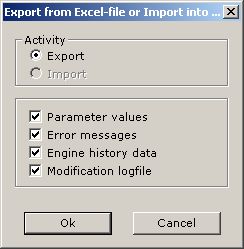 Export from Excel-file or Import into ...
Activity
Export
Import
Parameter values
Error messages
Engine history data
Modification logfile
Ok
Cancel